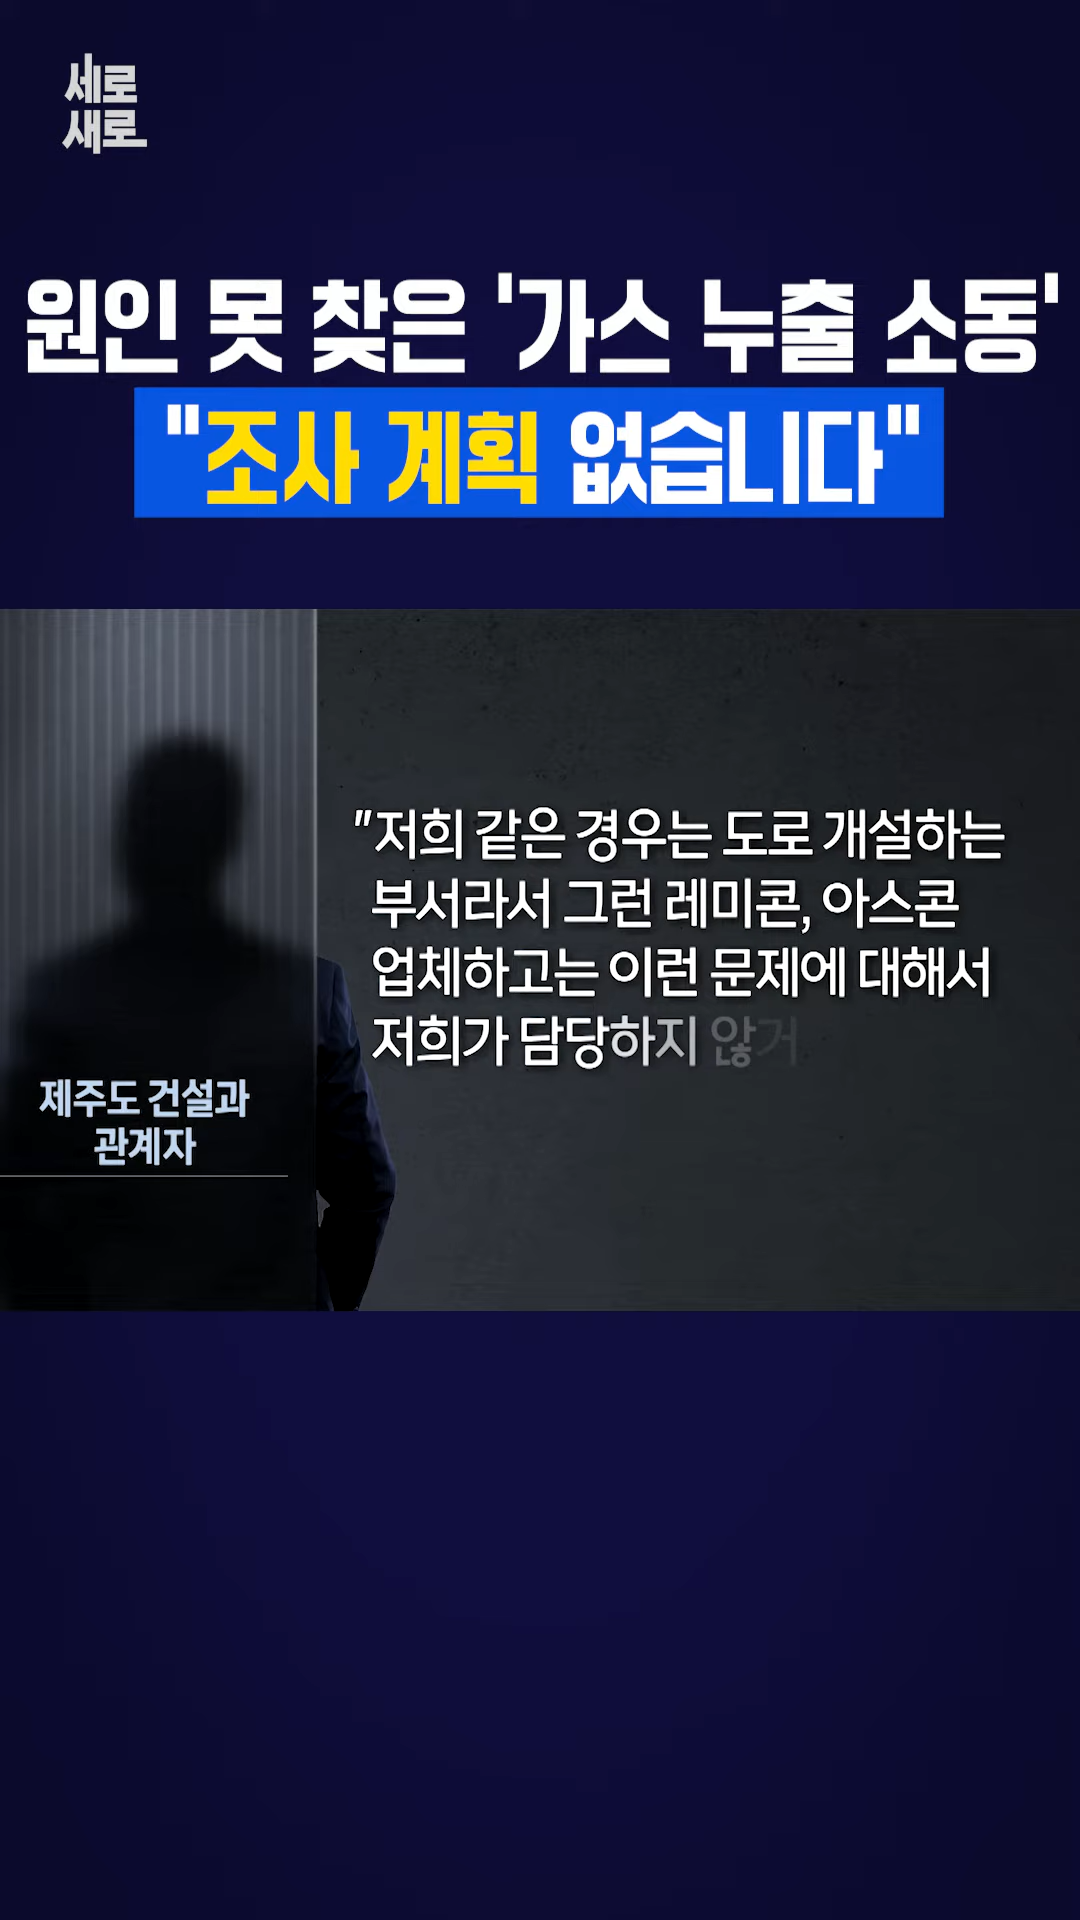 세로
새로
원인 못 찾은 '가스 누출 소동'
"조사 계획 없습니다"
"저희 같은 경우는 도로 개설하는
부서라서 그런 레미콘, 아스콘
업체하고는 이런 문제에 대해서
저희가 담당하지 않거
제주도 건설과
관계자